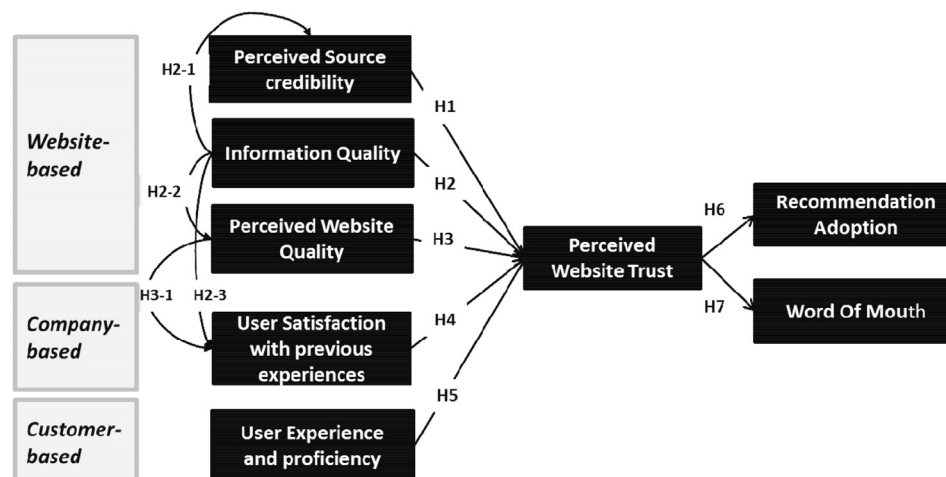 Website-
based
Company-
based
Customer-
based
H2-1
H2-2
H3-1
H2-3
Perceived Source
credibility
Information Quality
Perceived Website
Quality
User Satisfaction
with previous
experiences
User Experience
and proficiency
H1
H2
H3
H4
H5
Perceived
Website Trust
H6
H7
Recommendation
Adoption
Word Of Mouth